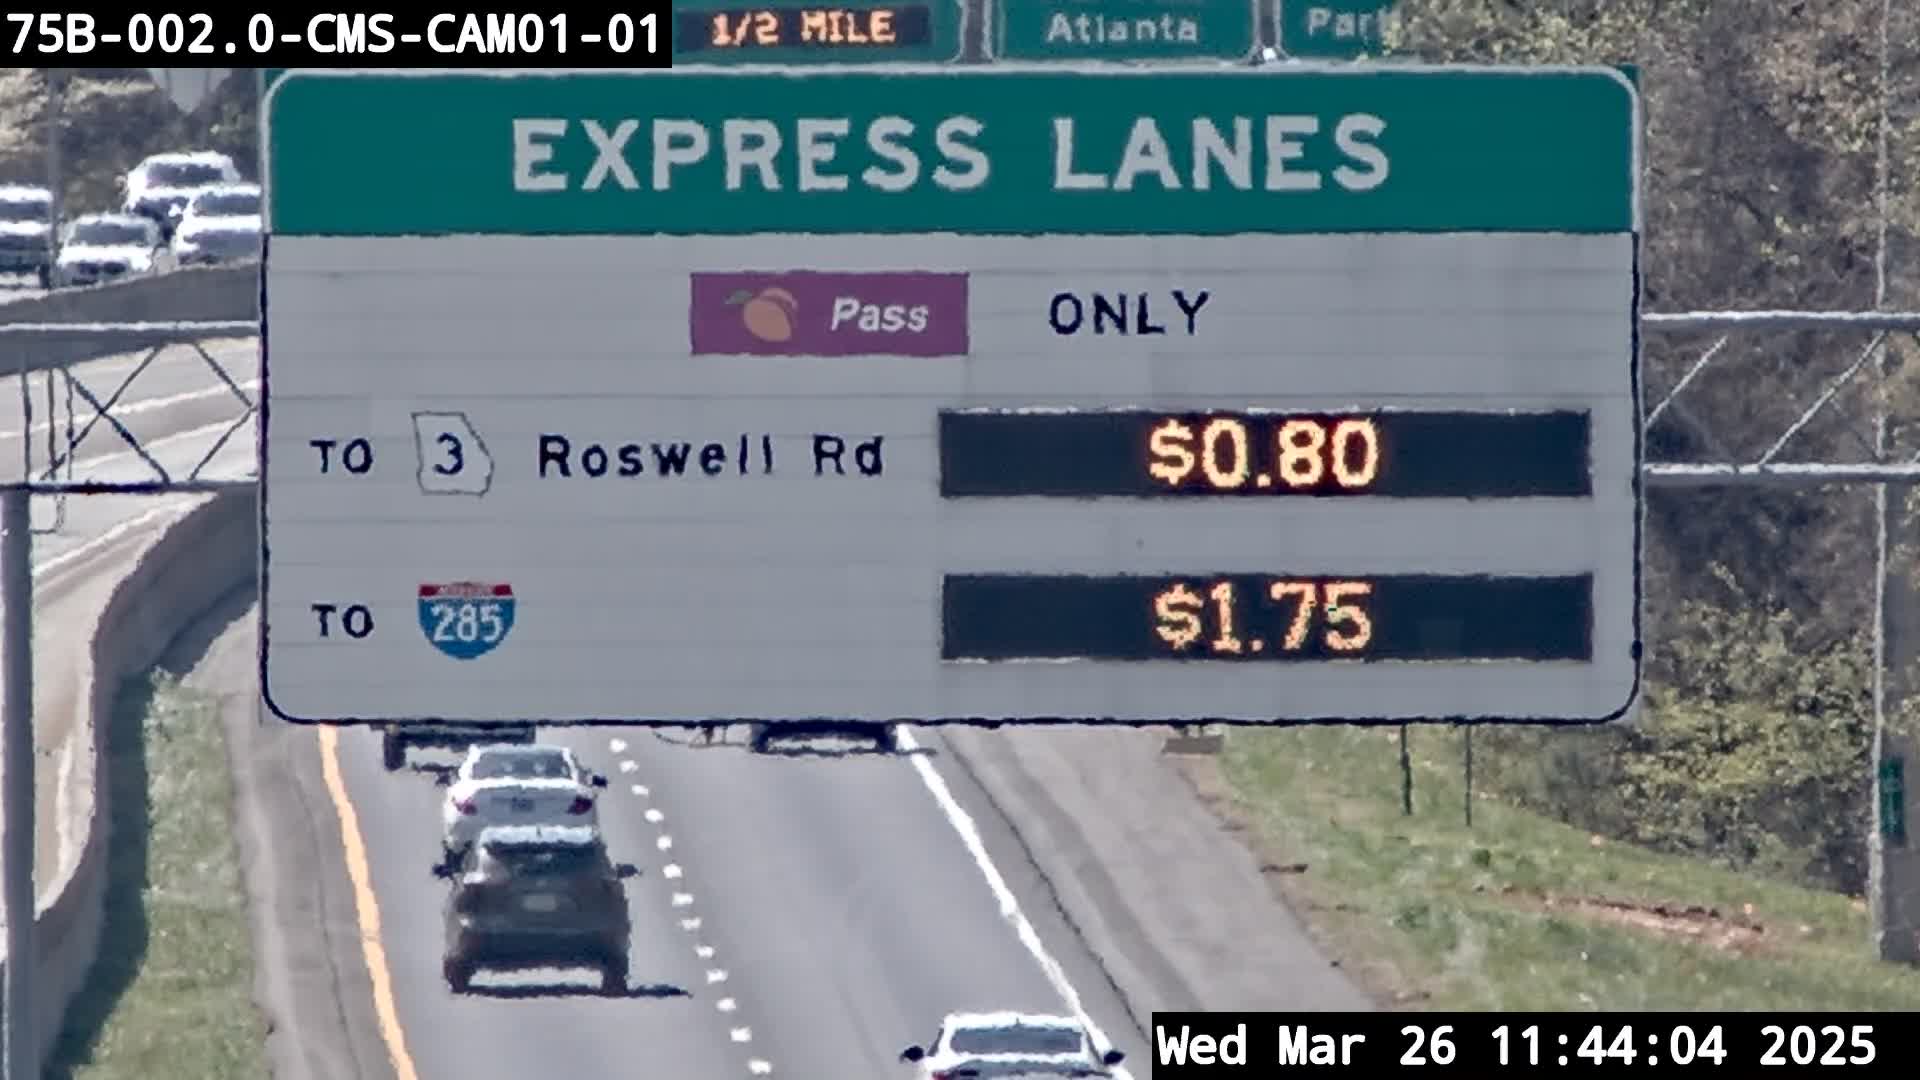 75B-002.0-CMS-CAM01-01
1/2 MILE
Atlanta
EXPRESS LANES
Pass ONLY
TO 3 Roswell Rd $0.80
TO 285 $1.75
Wed Mar 26 11:44:04 2025